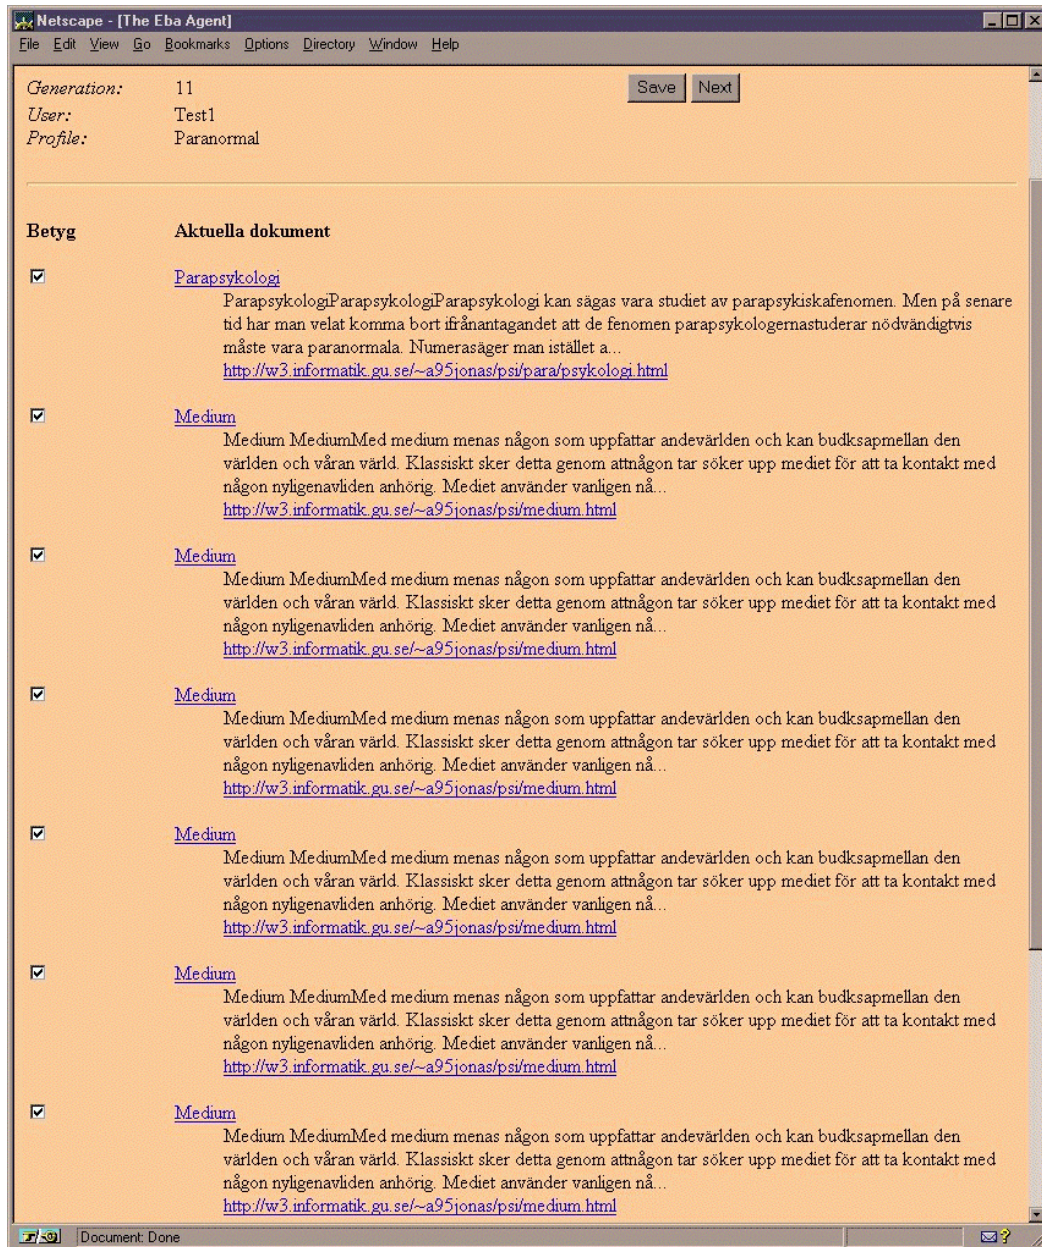 Netscape - [The Eba Agent]
File Edit View Go Bookmarks Options Directory Window Help
Generation: 11 Save Next
User: Test1
Profile: Paranormal
Betyg Aktuella dokument
Parapsykologi
ParapsykologiParapsykologiParapsykologi kan sägas vara studiet av parapsykiskafenomen. Men på senare
tid har man velat komma bort ifrånantagandet att de fenomen parapsykologernastuderar nödvändigtvis
måste vara paranormala. Numerasäger man istället a...
http://w3.informatik.gu.se/~a95jonas/psi/para/psykologi.html
Medium
Medium MediumMed medium menas någon som uppfattar andevärlden och kan budksapmellan den
världen och våran värld. Klassiskt sker detta genom attnågon tar söker upp mediet för att ta kontakt med
någon nyligenavliden anhörig. Mediet använder vanligen nå...
http://w3.informatik.gu.se/~a95jonas/psi/medium.html
Medium
Medium MediumMed medium menas någon som uppfattar andevärlden och kan budksapmellan den
världen och våran värld. Klassiskt sker detta genom attnågon tar söker upp mediet för att ta kontakt med
någon nyligenavliden anhörig. Mediet använder vanligen nå...
http://w3.informatik.gu.se/~a95jonas/psi/medium.html
Medium
Medium MediumMed medium menas någon som uppfattar andevärlden och kan budksapmellan den
världen och våran värld. Klassiskt sker detta genom attnågon tar söker upp mediet för att ta kontakt med
någon nyligenavliden anhörig. Mediet använder vanligen nå...
http://w3.informatik.gu.se/~a95jonas/psi/medium.html
Medium
Medium MediumMed medium menas någon som uppfattar andevärlden och kan budksapmellan den
världen och våran värld. Klassiskt sker detta genom attnågon tar söker upp mediet för att ta kontakt med
någon nyligenavliden anhörig. Mediet använder vanligen nå...
http://w3.informatik.gu.se/~a95jonas/psi/medium.html
Medium
Medium MediumMed medium menas någon som uppfattar andevärlden och kan budksapmellan den
världen och våran värld. Klassiskt sker detta genom attnågon tar söker upp mediet för att ta kontakt med
någon nyligenavliden anhörig. Mediet använder vanligen nå...
http://w3.informatik.gu.se/~a95jonas/psi/medium.html
Medium
Medium MediumMed medium menas någon som uppfattar andevärlden och kan budksapmellan den
världen och våran värld. Klassiskt sker detta genom attnågon tar söker upp mediet för att ta kontakt med
någon nyligenavliden anhörig. Mediet använder vanligen nå...
http://w3.informatik.gu.se/~a95jonas/psi/medium.html
Document: Done